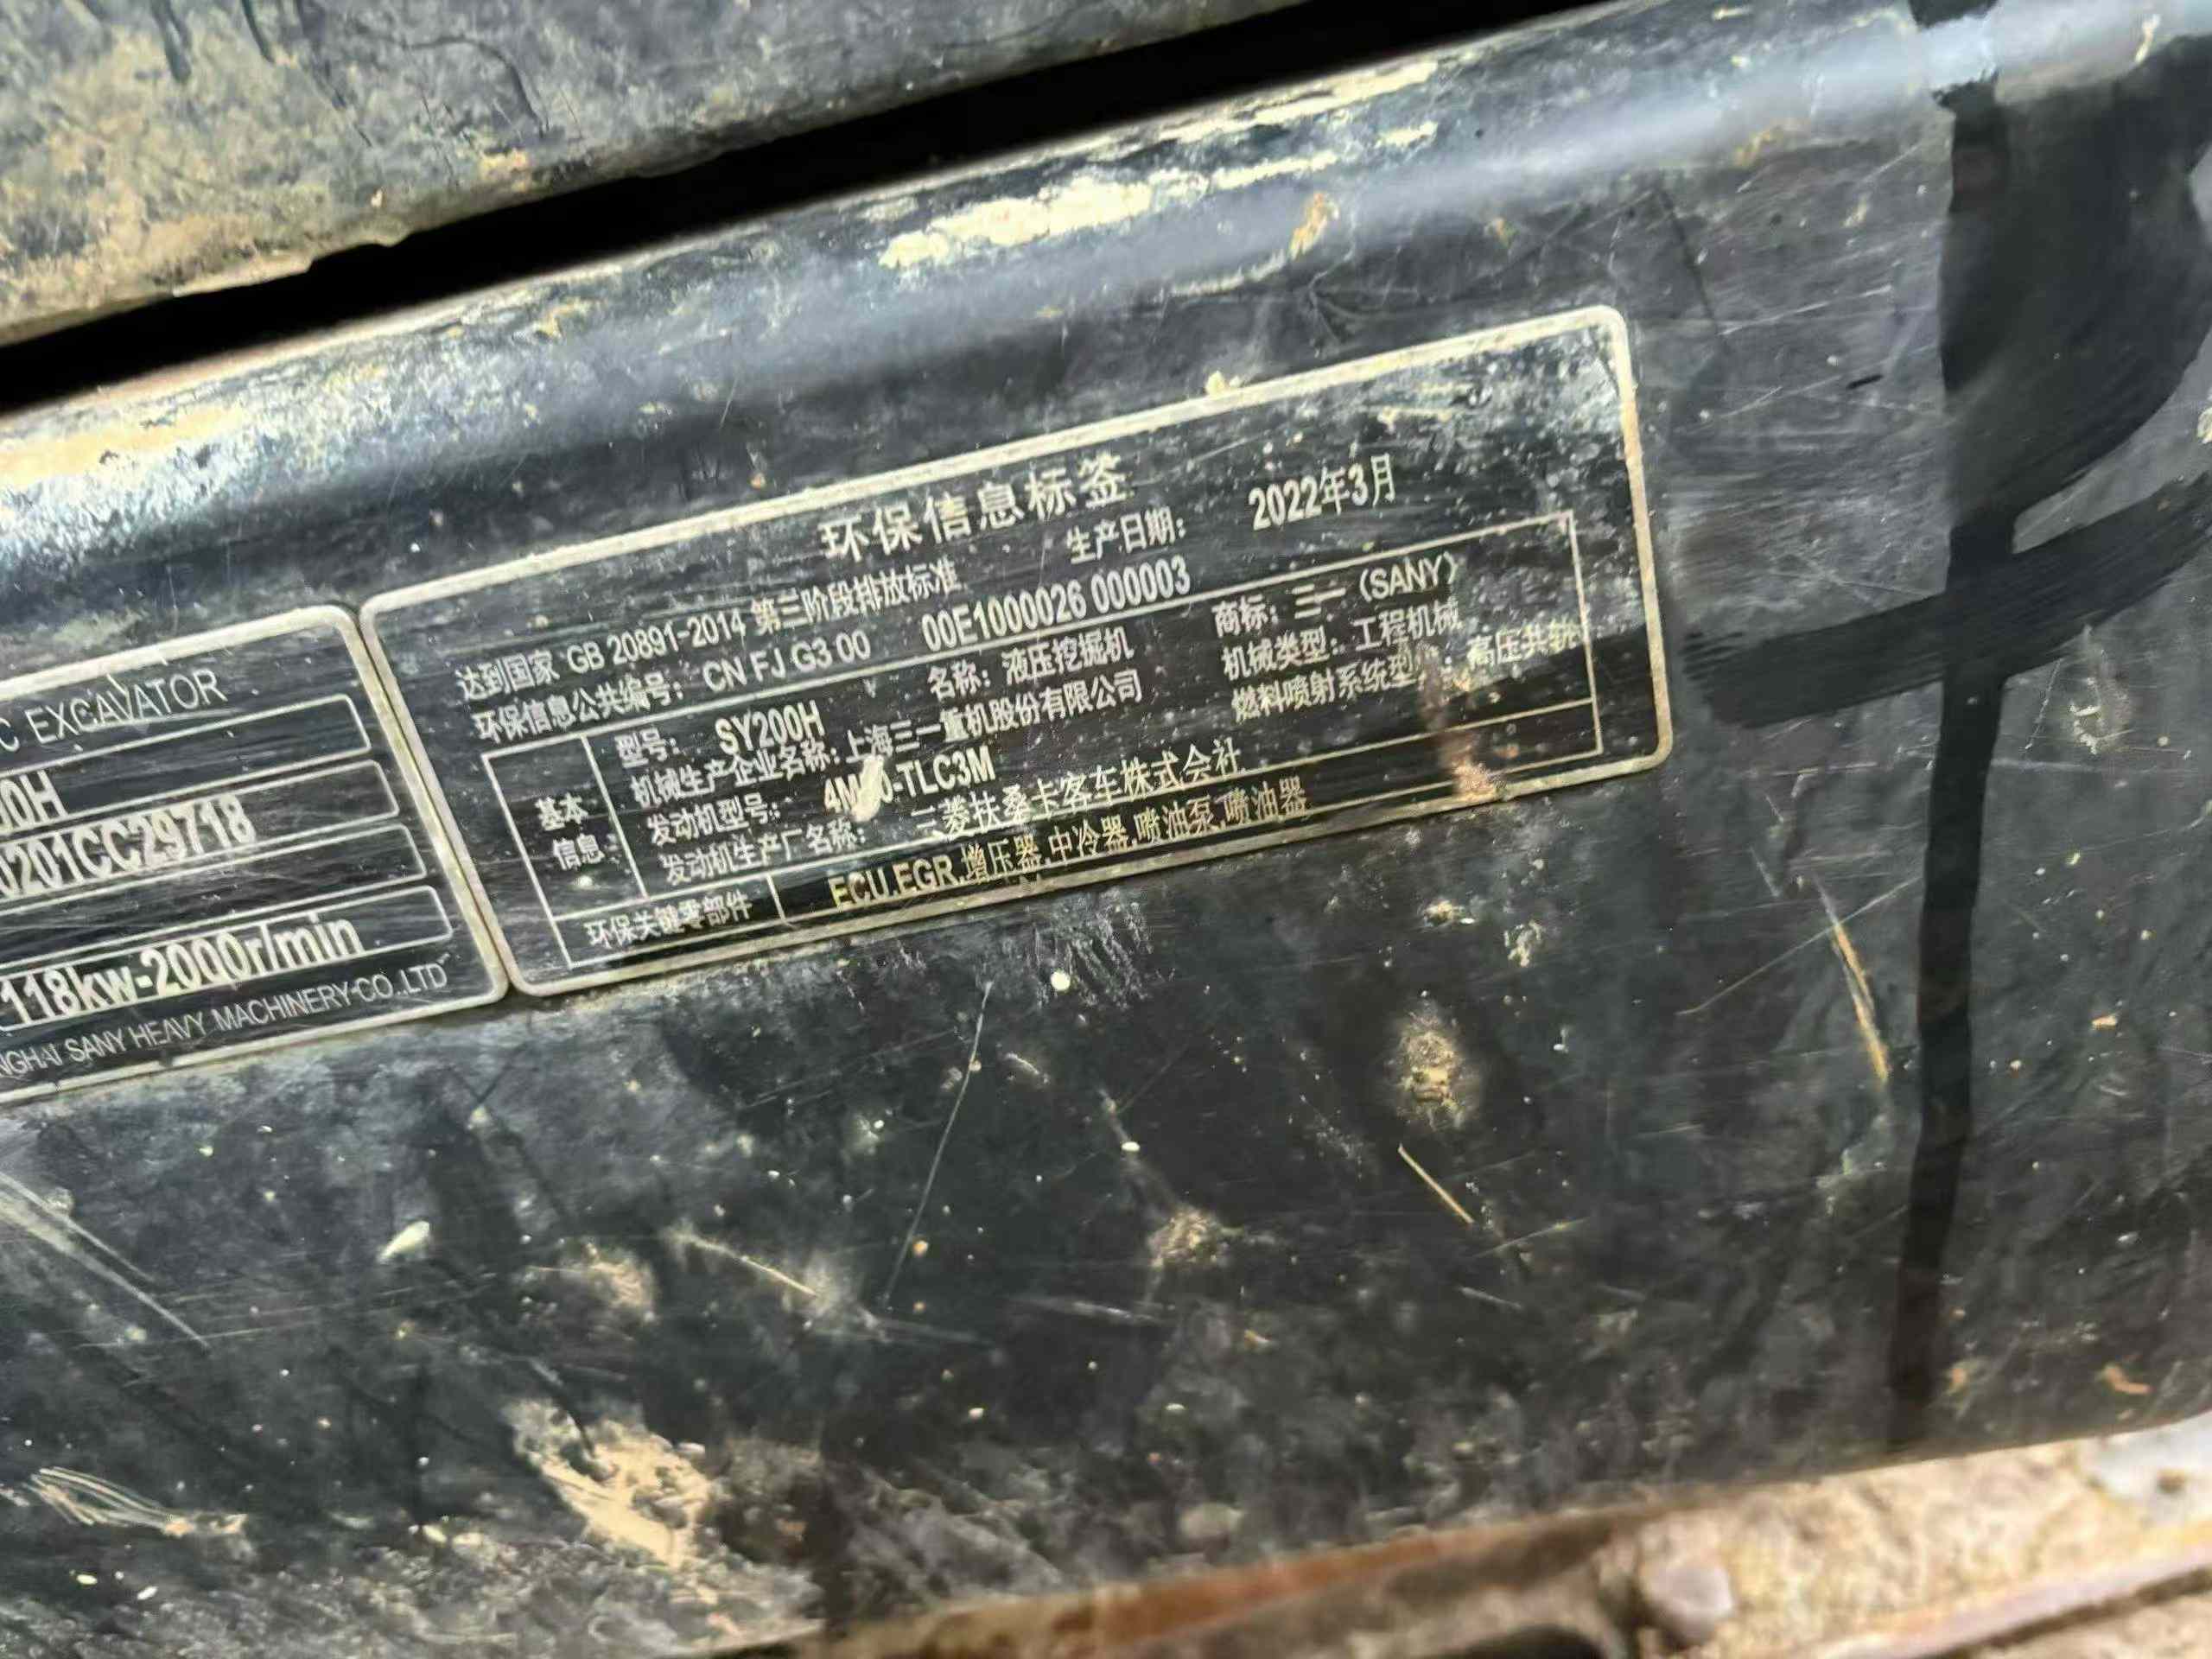 C EXCAVATOR
00H
0201CC29718
118kw-2000r/min
NGHAI SANY HEAVY MACHINERY CO.,LTD
环保信息标签
达到国家 GB 20891-2014 第三阶段排放标准 生产日期: 2022年3月
环保信息公共编号: CN FJ G3 00 00E1000026 000003
基本信息
型号: SY200H 名称: 液压挖掘机 商标: 三一 (SANY)
机械生产企业名称: 上海三一重机股份有限公司 机械类型: 工程机械
发动机型号: 4M 0-TLC3M 燃料喷射系统型 : 高压共轨
发动机生产厂名称: 三菱扶桑卡客车株式会社
环保关键零部件 ECU,EGR,增压器,中冷器,喷油泵,喷油器